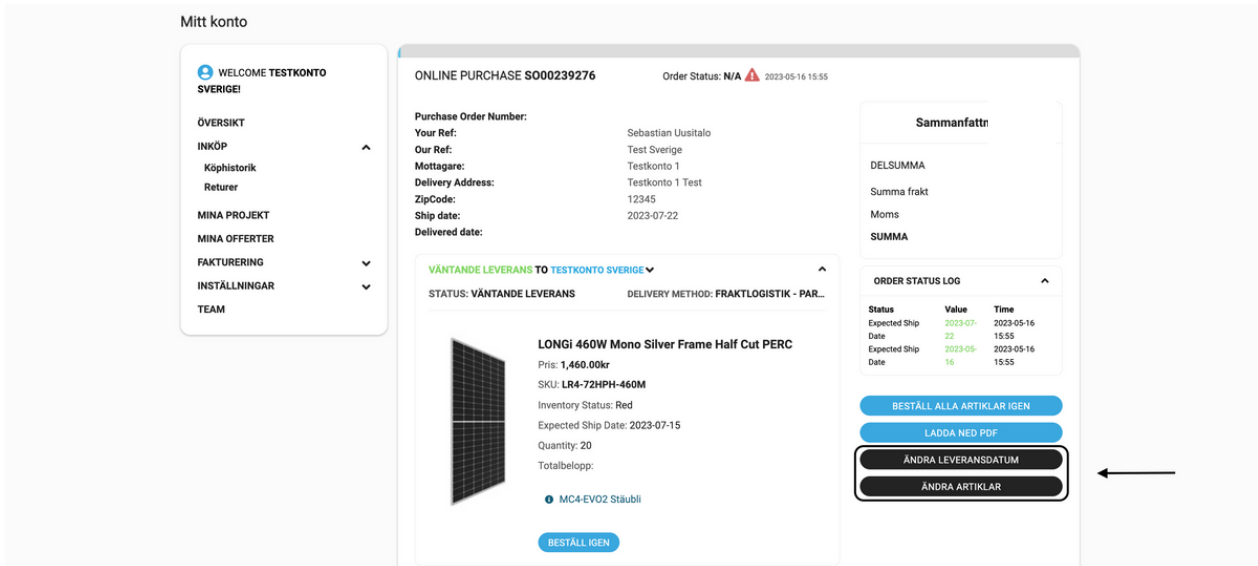 Mitt konto
WELCOME TESTKONTO
SVERIGE!
ÖVERSIKT
INKÖP
Köphistorik
Returer
MINA PROJEKT
MINA OFFERTER
FAKTURERING
INSTÄLLNINGAR
TEAM
ONLINE PURCHASE SO00239276
Order Status: N/A 2023-05-16 15:55
Purchase Order Number:
Your Ref: Sebastian Uusitalo
Our Ref: Test Sverige
Mottagare: Testkonto 1
Delivery Address: Testkonto 1 Test
ZipCode: 12345
Ship date: 2023-07-22
Delivered date:
VÄNTANDE LEVERANS TO TESTKONTO SVERIGE
STATUS: VÄNTANDE LEVERANS DELIVERY METHOD: FRAKTLOGISTIK - PAR...
LONGi 460W Mono Silver Frame Half Cut PERC
Pris: 1,460.00kr
SKU: LR4-72HPH-460M
Inventory Status: Red
Expected Ship Date: 2023-07-15
Quantity: 20
Totalbelopp:
MC4-EVO2 Stäubli
BESTÄLL IGEN
Sammanfattn
DELSUMMA
Summa frakt
Moms
SUMMA
ORDER STATUS LOG
Status Value Time
Expected Ship 2023-07- 2023-05-16
Date 22 15:55
Expected Ship 2023-05- 2023-05-16
Date 16 15:55
BESTÄLL ALLA ARTIKLAR IGEN
LADDA NED PDF
ÄNDRA LEVERANSDATUM
ÄNDRA ARTIKLAR